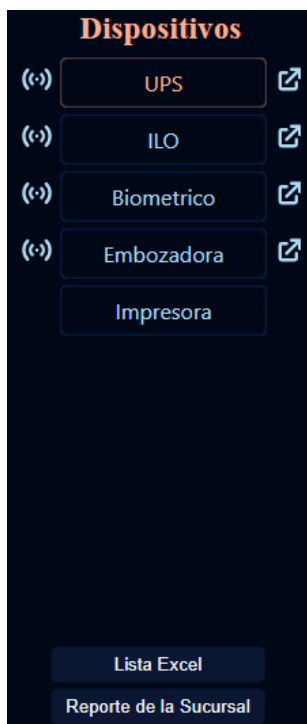 Dispositivos
UPS
ILO
Biometrico
Embozadora
Impresora
Lista Excel
Reporte de la Sucursal